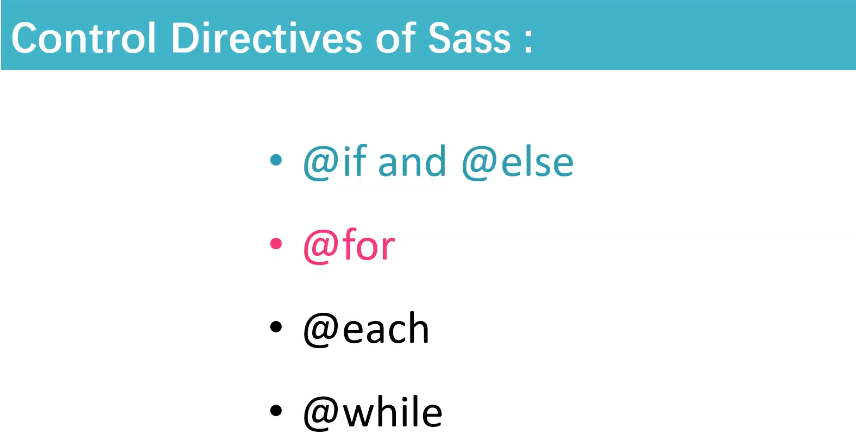 Control Directives of Sass :
• @if and @else
• @for
• @each
• @while